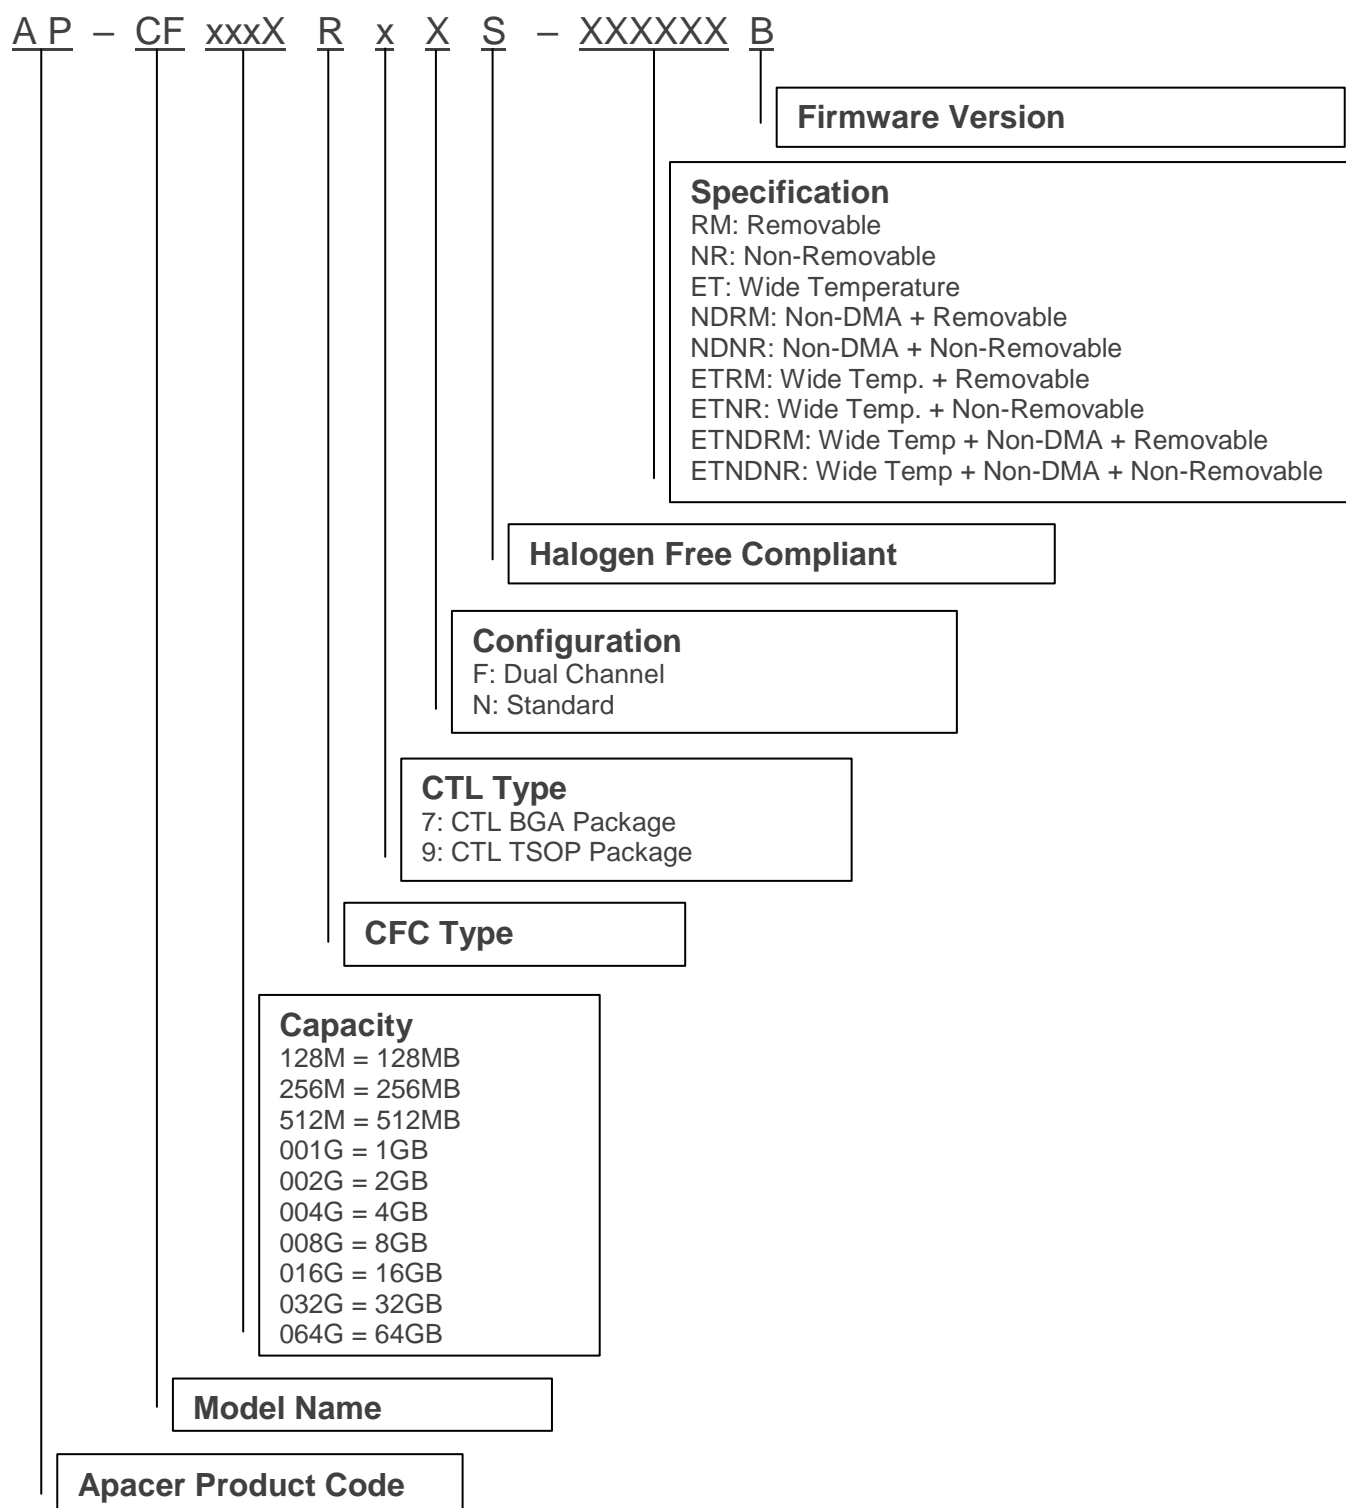 A P – CF xxxX R x X S – XXXXXX B
Firmware Version
Specification
RM: Removable
NR: Non-Removable
ET: Wide Temperature
NDRM: Non-DMA + Removable
NDNR: Non-DMA + Non-Removable
ETRM: Wide Temp. + Removable
ETNR: Wide Temp. + Non-Removable
ETNDRM: Wide Temp + Non-DMA + Removable
ETNDNR: Wide Temp + Non-DMA + Non-Removable
Halogen Free Compliant
Configuration
F: Dual Channel
N: Standard
CTL Type
7: CTL BGA Package
9: CTL TSOP Package
CFC Type
Capacity
128M = 128MB
256M = 256MB
512M = 512MB
001G = 1GB
002G = 2GB
004G = 4GB
008G = 8GB
016G = 16GB
032G = 32GB
064G = 64GB
Model Name
Apacer Product Code